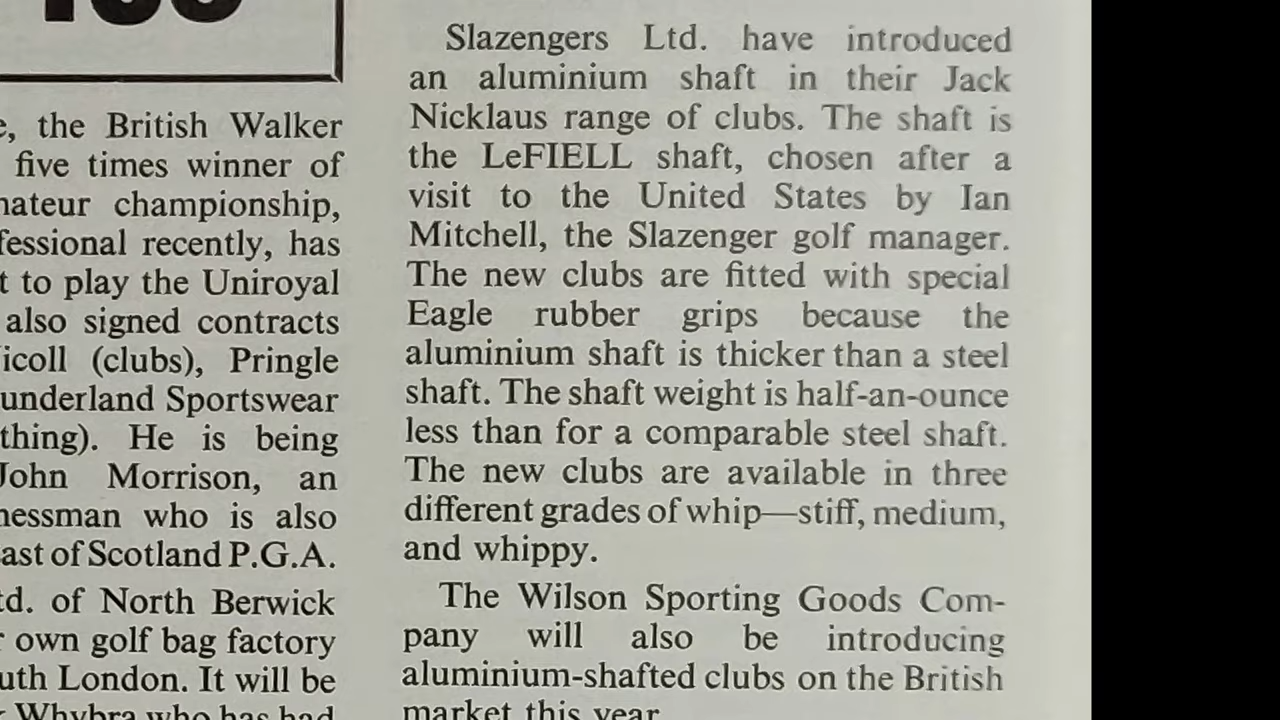 e, the British Walker
five times winner of
nateur championship,
fessional recently, has
t to play the Uniroyal
also signed contracts
icoll (clubs), Pringle
underland Sportswear
thing). He is being
John Morrison, an
nessman who is also
ast of Scotland P.G.A.
td. of North Berwick
r own golf bag factory
uth London. It will be
Whybra who has had
Slazengers Ltd. have introduced
an aluminium shaft in their Jack
Nicklaus range of clubs. The shaft is
the LeFIELL shaft, chosen after a
visit to the United States by Ian
Mitchell, the Slazenger golf manager.
The new clubs are fitted with special
Eagle rubber grips because the
aluminium shaft is thicker than a steel
shaft. The shaft weight is half-an-ounce
less than for a comparable steel shaft.
The new clubs are available in three
different grades of whip—stiff, medium,
and whippy.
The Wilson Sporting Goods Com-
pany will also be introducing
aluminium-shafted clubs on the British
market this year